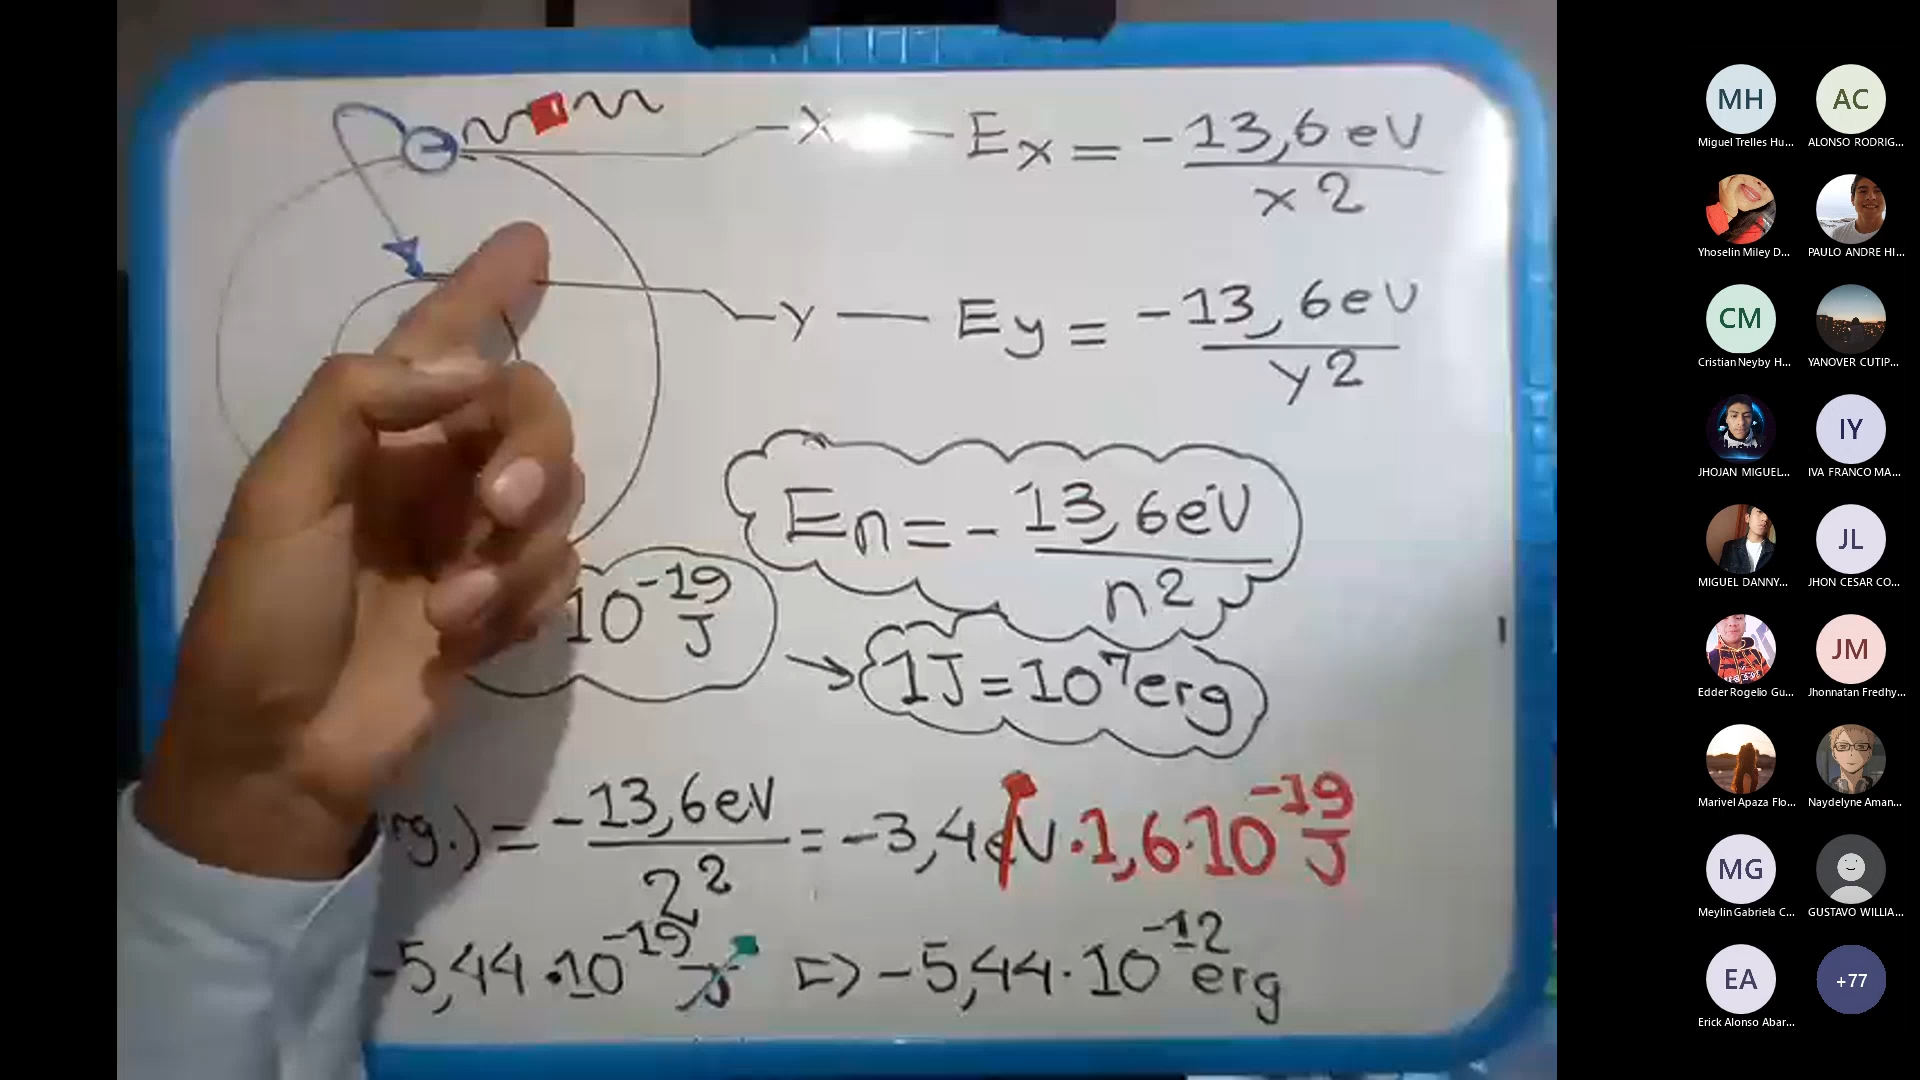 x — Ex = -13,6 eV
x2
y — Ey = -13,6 eV
y2
En = - 13,6 eV
n2
10-19 J
→ 1J = 107 erg
rg.) = -13,6 eV = -3,4 eV · 1,6 · 10-19 J
22
-5,44 · 10-19 J ⇨ -5,44 · 10-12 erg
MH
AC
Miguel Trelles Hu...
ALONSO RODRIG...
Yhoselin Miley D...
PAULO ANDRE HI...
CM
Cristian Neyby H...
YANOVER CUTIP...
IY
JHOJAN MIGUEL...
IVA FRANCO MA...
JL
MIGUEL DANNY...
JHON CESAR CO...
JM
Edder Rogelio Gu...
Jhonnatan Fredhy...
Marivel Apaza Flo...
Naydelyne Aman...
MG
Meylin Gabriela C...
GUSTAVO WILLIA...
EA
+77
Erick Alonso Abar...